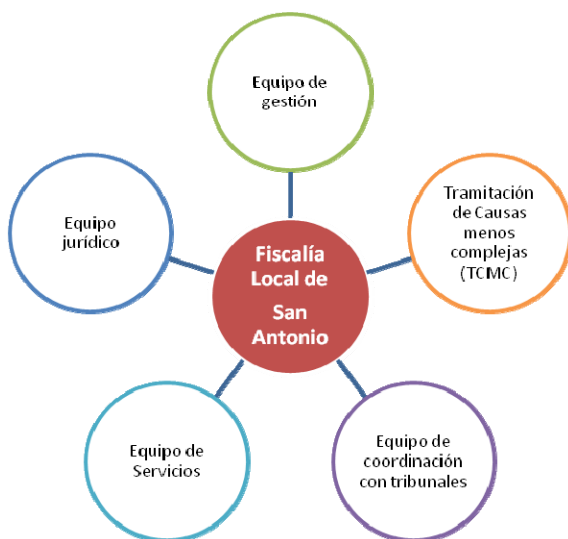 Equipo de
gestión
Tramitación
de Causas
menos
complejas
(TCMC)
Equipo
jurídico
Fiscalía
Local de
San
Antonio
Equipo de
Servicios
Equipo de
coordinación
con tribunales